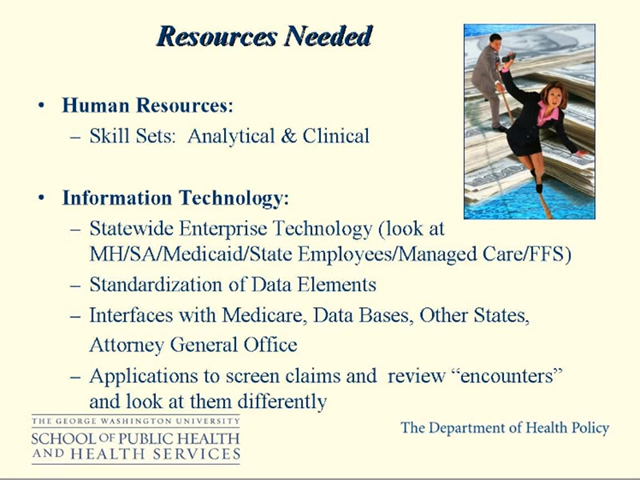 Resources Needed
• Human Resources:
– Skill Sets: Analytical & Clinical
• Information Technology:
– Statewide Enterprise Technology (look at
MH/SA/Medicaid/State Employees/Managed Care/FFS)
– Standardization of Data Elements
– Interfaces with Medicare, Data Bases, Other States,
Attorney General Office
– Applications to screen claims and review “encounters”
and look at them differently
THE GEORGE WASHINGTON UNIVERSITY
SCHOOL OF PUBLIC HEALTH
AND HEALTH SERVICES
The Department of Health Policy